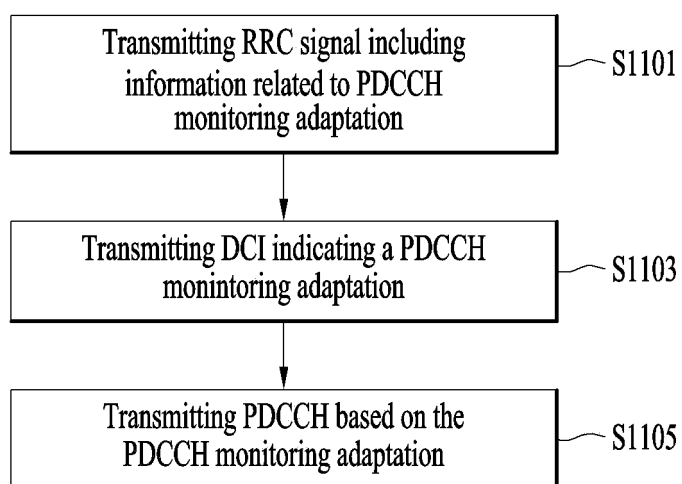 Transmitting RRC signal including
information related to PDCCH
monitoring adaptation
S1101
Transmitting DCI indicating a PDCCH
monintoring adaptation
S1103
Transmitting PDCCH based on the
PDCCH monitoring adaptation
S1105